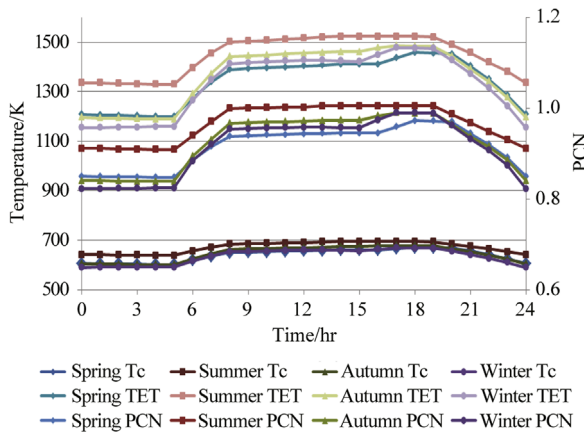 1500
1300
1100
900
700
500
Temperature/K
1.2
1.0
0.8
0.6
PCN
0 3 6 9 12 15 18 21 24
Time/hr
Spring Tc Summer Tc Autumn Tc Winter Tc
Spring TET Summer TET Autumn TET Winter TET
Spring PCN Summer PCN Autumn PCN Winter PCN